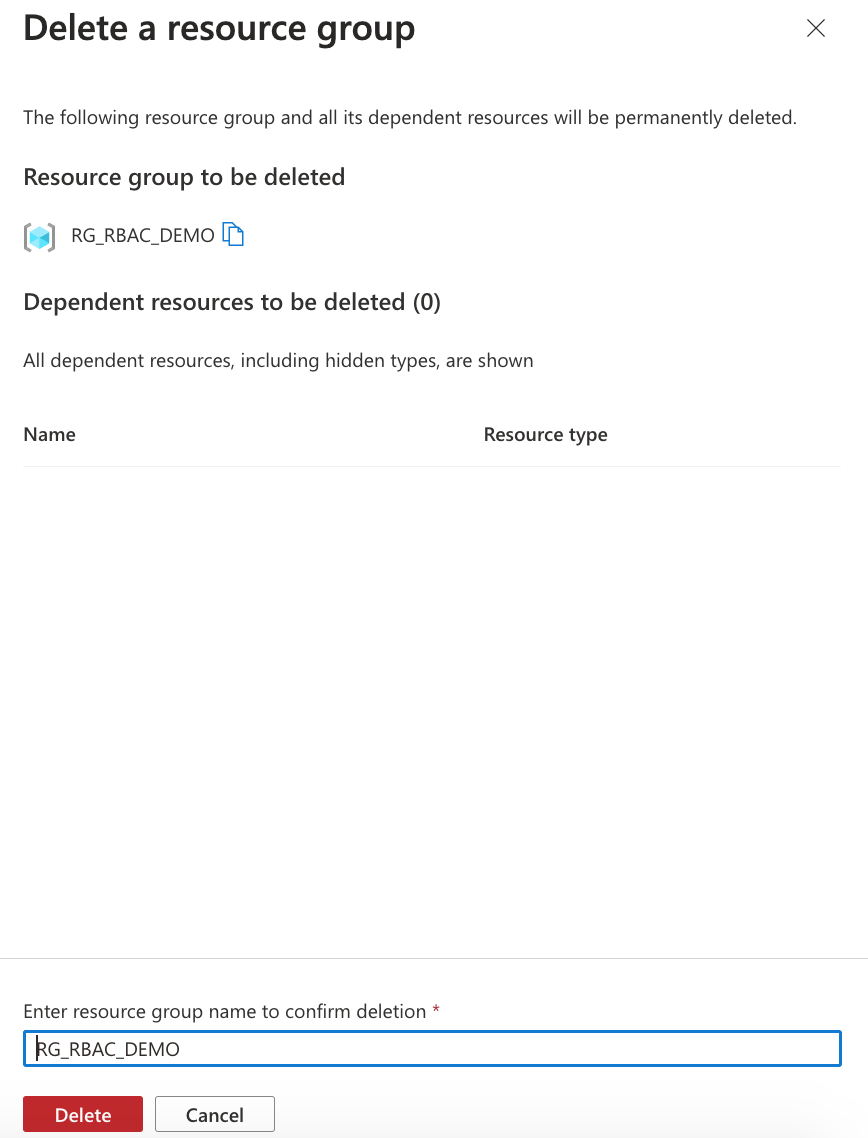 Delete a resource group
The following resource group and all its dependent resources will be permanently deleted.
Resource group to be deleted
RG_RBAC_DEMO
Dependent resources to be deleted (0)
All dependent resources, including hidden types, are shown
Name Resource type
Enter resource group name to confirm deletion *
RG_RBAC_DEMO
Delete Cancel